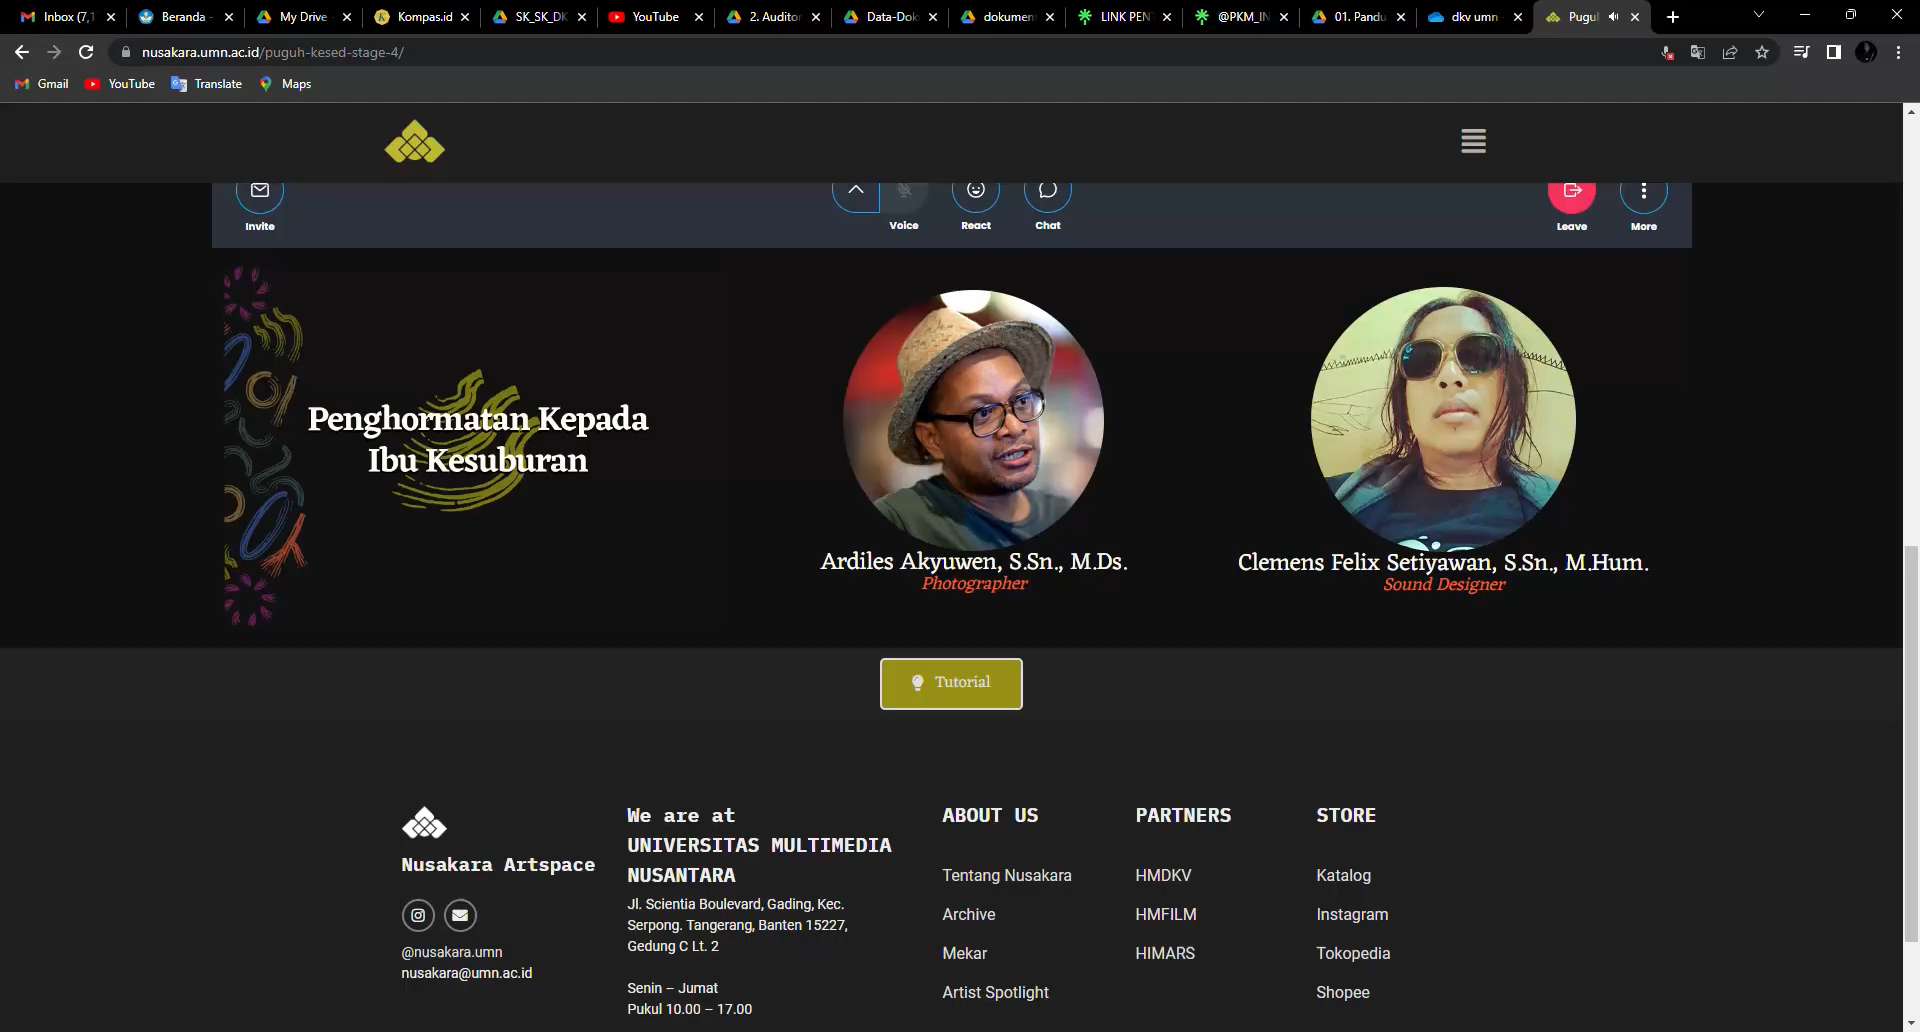 Inbox (7,1
Beranda -
My Drive
Kompas.id
SK_SK_DK
YouTube
2. Auditor
Data-Dok
dokumen
LINK PEN
@PKM_IN
01. Pandu
dkv umn
Pugu
nusakara.umn.ac.id/puguh-kesed-stage-4/
Gmail
YouTube
Translate
Maps
Invite
Voice
React
Chat
Leave
More
Penghormatan Kepada
Ibu Kesuburan
Ardiles Akyuwen, S.Sn., M.Ds.
Photographer
Clemens Felix Setiyawan, S.Sn., M.Hum.
Sound Designer
Tutorial
Nusakara Artspace
@nusakara.umn
nusakara@umn.ac.id
We are at
UNIVERSITAS MULTIMEDIA
NUSANTARA
Jl. Scientia Boulevard, Gading, Kec.
Serpong. Tangerang, Banten 15227,
Gedung C Lt. 2
Senin – Jumat
Pukul 10.00 – 17.00
ABOUT US
Tentang Nusakara
Archive
Mekar
Artist Spotlight
PARTNERS
HMDKV
HMFILM
HIMARS
STORE
Katalog
Instagram
Tokopedia
Shopee